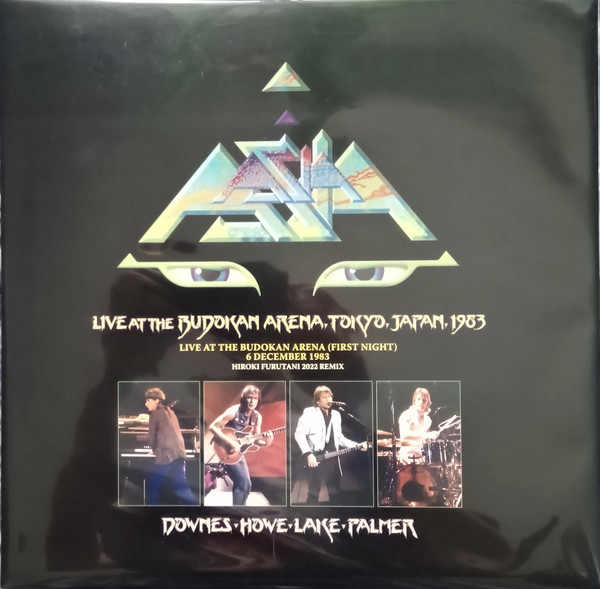 ASIA
LIVE AT THE BUDOKAN ARENA, TOKYO, JAPAN, 1983
LIVE AT THE BUDOKAN ARENA (FIRST NIGHT)
6 DECEMBER 1983
HIROKI FURUTANI 2022 REMIX
DOWNES · HOWE · LAKE · PALMER